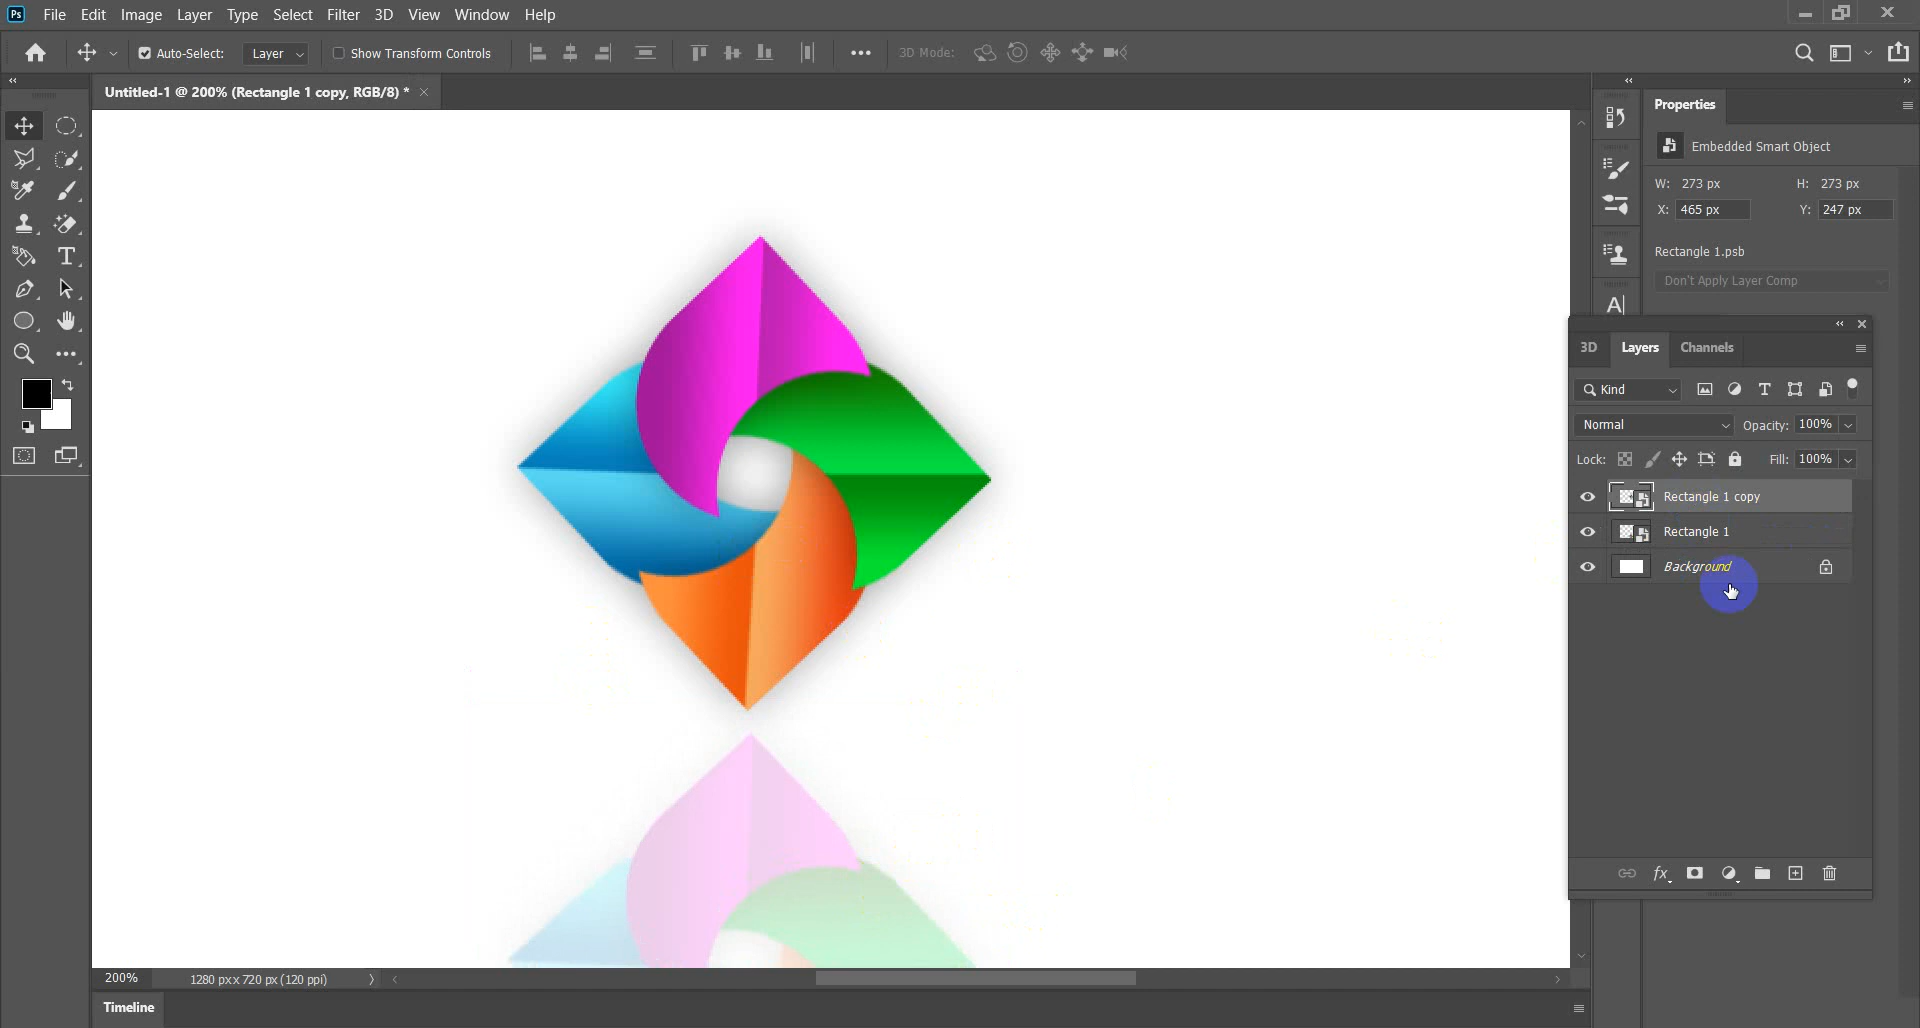 Ps File Edit Image Layer Type Select Filter 3D View Window Help
Auto-Select: Layer Show Transform Controls 3D Mode:
Untitled-1 @ 200% (Rectangle 1 copy, RGB/8) *
Properties
Embedded Smart Object
W: 273 px H: 273 px
X: 465 px Y: 247 px
Rectangle 1.psb
Don't Apply Layer Comp
3D Layers Channels
Kind
Normal Opacity: 100%
Lock: Fill: 100%
Rectangle 1 copy
Rectangle 1
Background
fx
200% 1280 px x 720 px (120 ppi)
Timeline